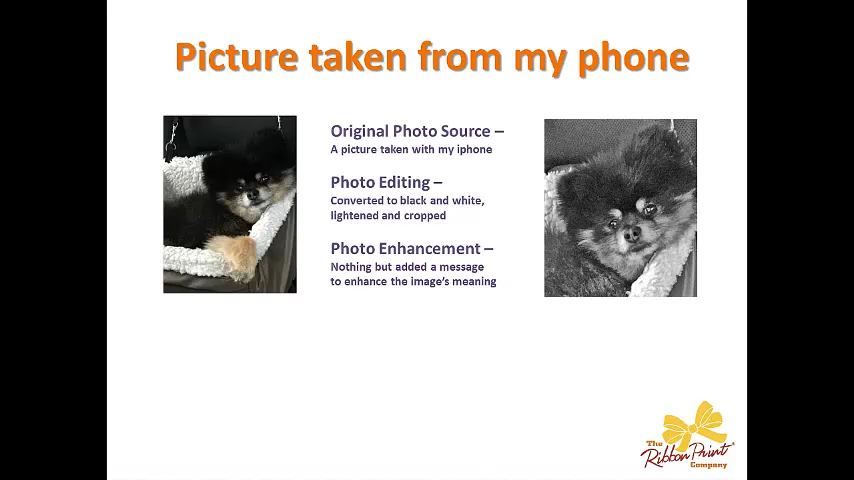 Picture taken from my phone
Original Photo Source –
A picture taken with my iphone
Photo Editing –
Converted to black and white,
lightened and cropped
Photo Enhancement –
Nothing but added a message
to enhance the image's meaning
The
Ribbon Print
Company